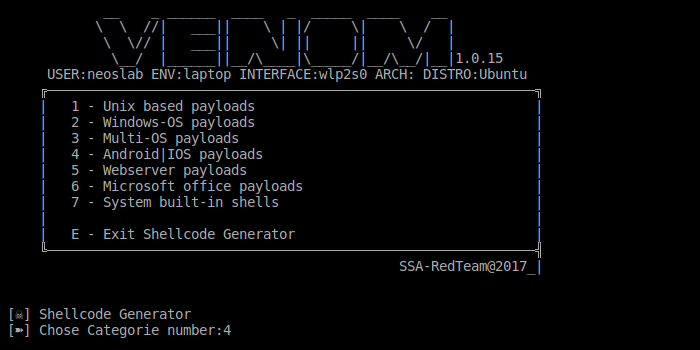 VENOM 1.0.15
USER:neoslab ENV:laptop INTERFACE:wlp2s0 ARCH: DISTRO:Ubuntu
1 - Unix based payloads
2 - Windows-OS payloads
3 - Multi-OS payloads
4 - Android|IOS payloads
5 - Webserver payloads
6 - Microsoft office payloads
7 - System built-in shells
E - Exit Shellcode Generator
SSA-RedTeam@2017_|
[☠] Shellcode Generator
[➽] Chose Categorie number:4